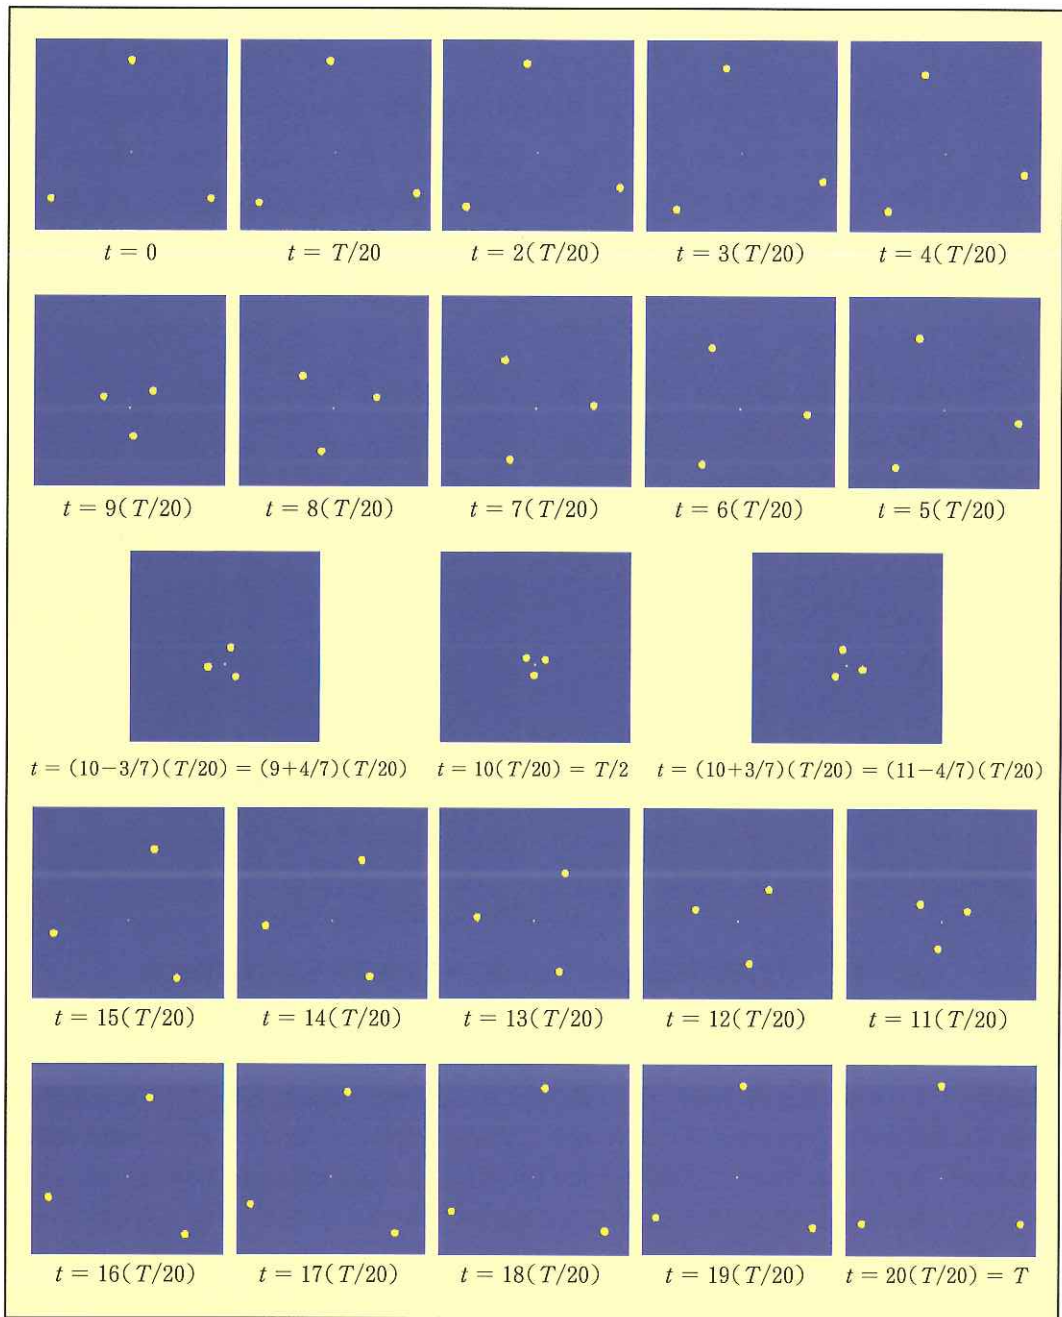 t = 0 t = T/20 t = 2(T/20) t = 3(T/20) t = 4(T/20)
t = 9(T/20) t = 8(T/20) t = 7(T/20) t = 6(T/20) t = 5(T/20)
t = (10−3/7)(T/20) = (9+4/7)(T/20) t = 10(T/20) = T/2 t = (10+3/7)(T/20) = (11−4/7)(T/20)
t = 15(T/20) t = 14(T/20) t = 13(T/20) t = 12(T/20) t = 11(T/20)
t = 16(T/20) t = 17(T/20) t = 18(T/20) t = 19(T/20) t = 20(T/20) = T